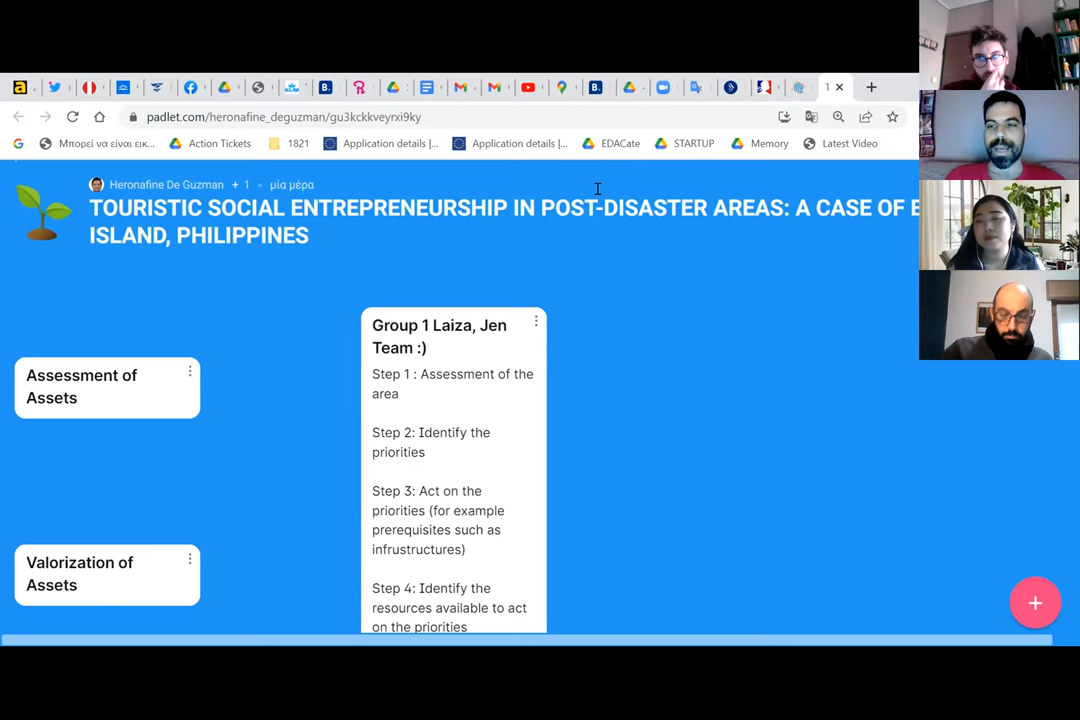 T
padlet.com/heronafine_deguzman/gu3kckkveyrxi9ky
Μπορεί να είναι εικ...
Action Tickets
1821
Application details |...
Application details |...
EDACate
STARTUP
Memory
Latest Video
Heronafine De Guzman + 1 • μία μέρα
TOURISTIC SOCIAL ENTREPRENEURSHIP IN POST-DISASTER AREAS: A CASE OF
ISLAND, PHILIPPINES
Group 1 Laiza, Jen
Team :)
Step 1 : Assessment of the
area
Step 2: Identify the
priorities
Step 3: Act on the
priorities (for example
prerequisites such as
infrustructures)
Step 4: Identify the
resources available to act
on the priorities
Assessment of
Assets
Valorization of
Assets